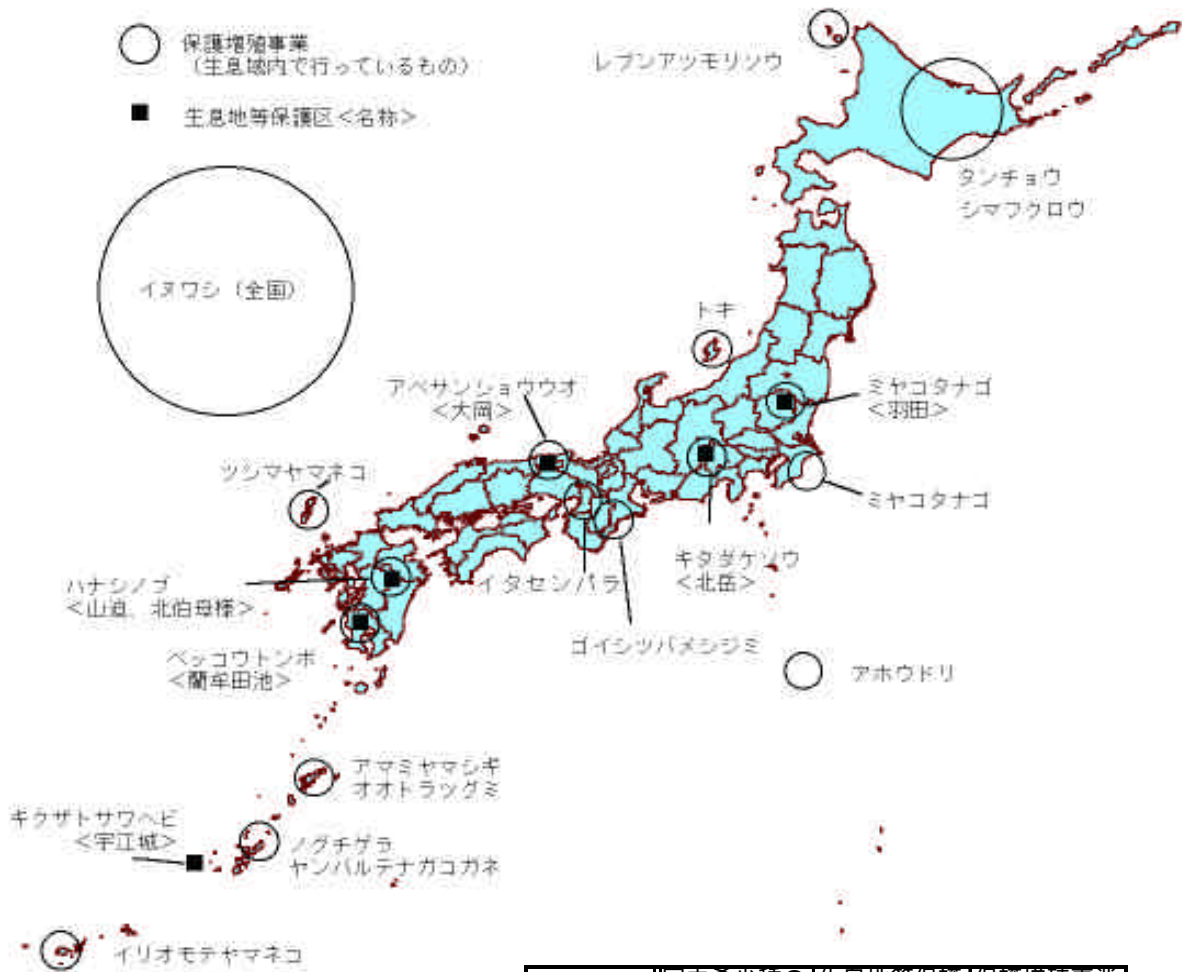 保護増殖事業
（生息域内で行っているもの）
生息地等保護区＜名称＞
レブンアツモリソウ
タンチョウ
シマフクロウ
イヌワシ（全国）
トキ
アベサンショウウオ
＜大岡＞
ミヤコタナゴ
＜羽田＞
ツシマヤマネコ
ミヤコタナゴ
キタダケソウ
＜北岳＞
イタセンパラ
ハナシノブ
＜山迫、北伯母様＞
ゴイシツバメシジミ
ベッコウトンボ
＜藺牟田池＞
アホウドリ
アマミヤマシギ
オオトラツグミ
キクザトサワヘビ
＜宇江城＞
ノグチゲラ
ヤンバルテナガコガネ
イリオモテヤマネコ